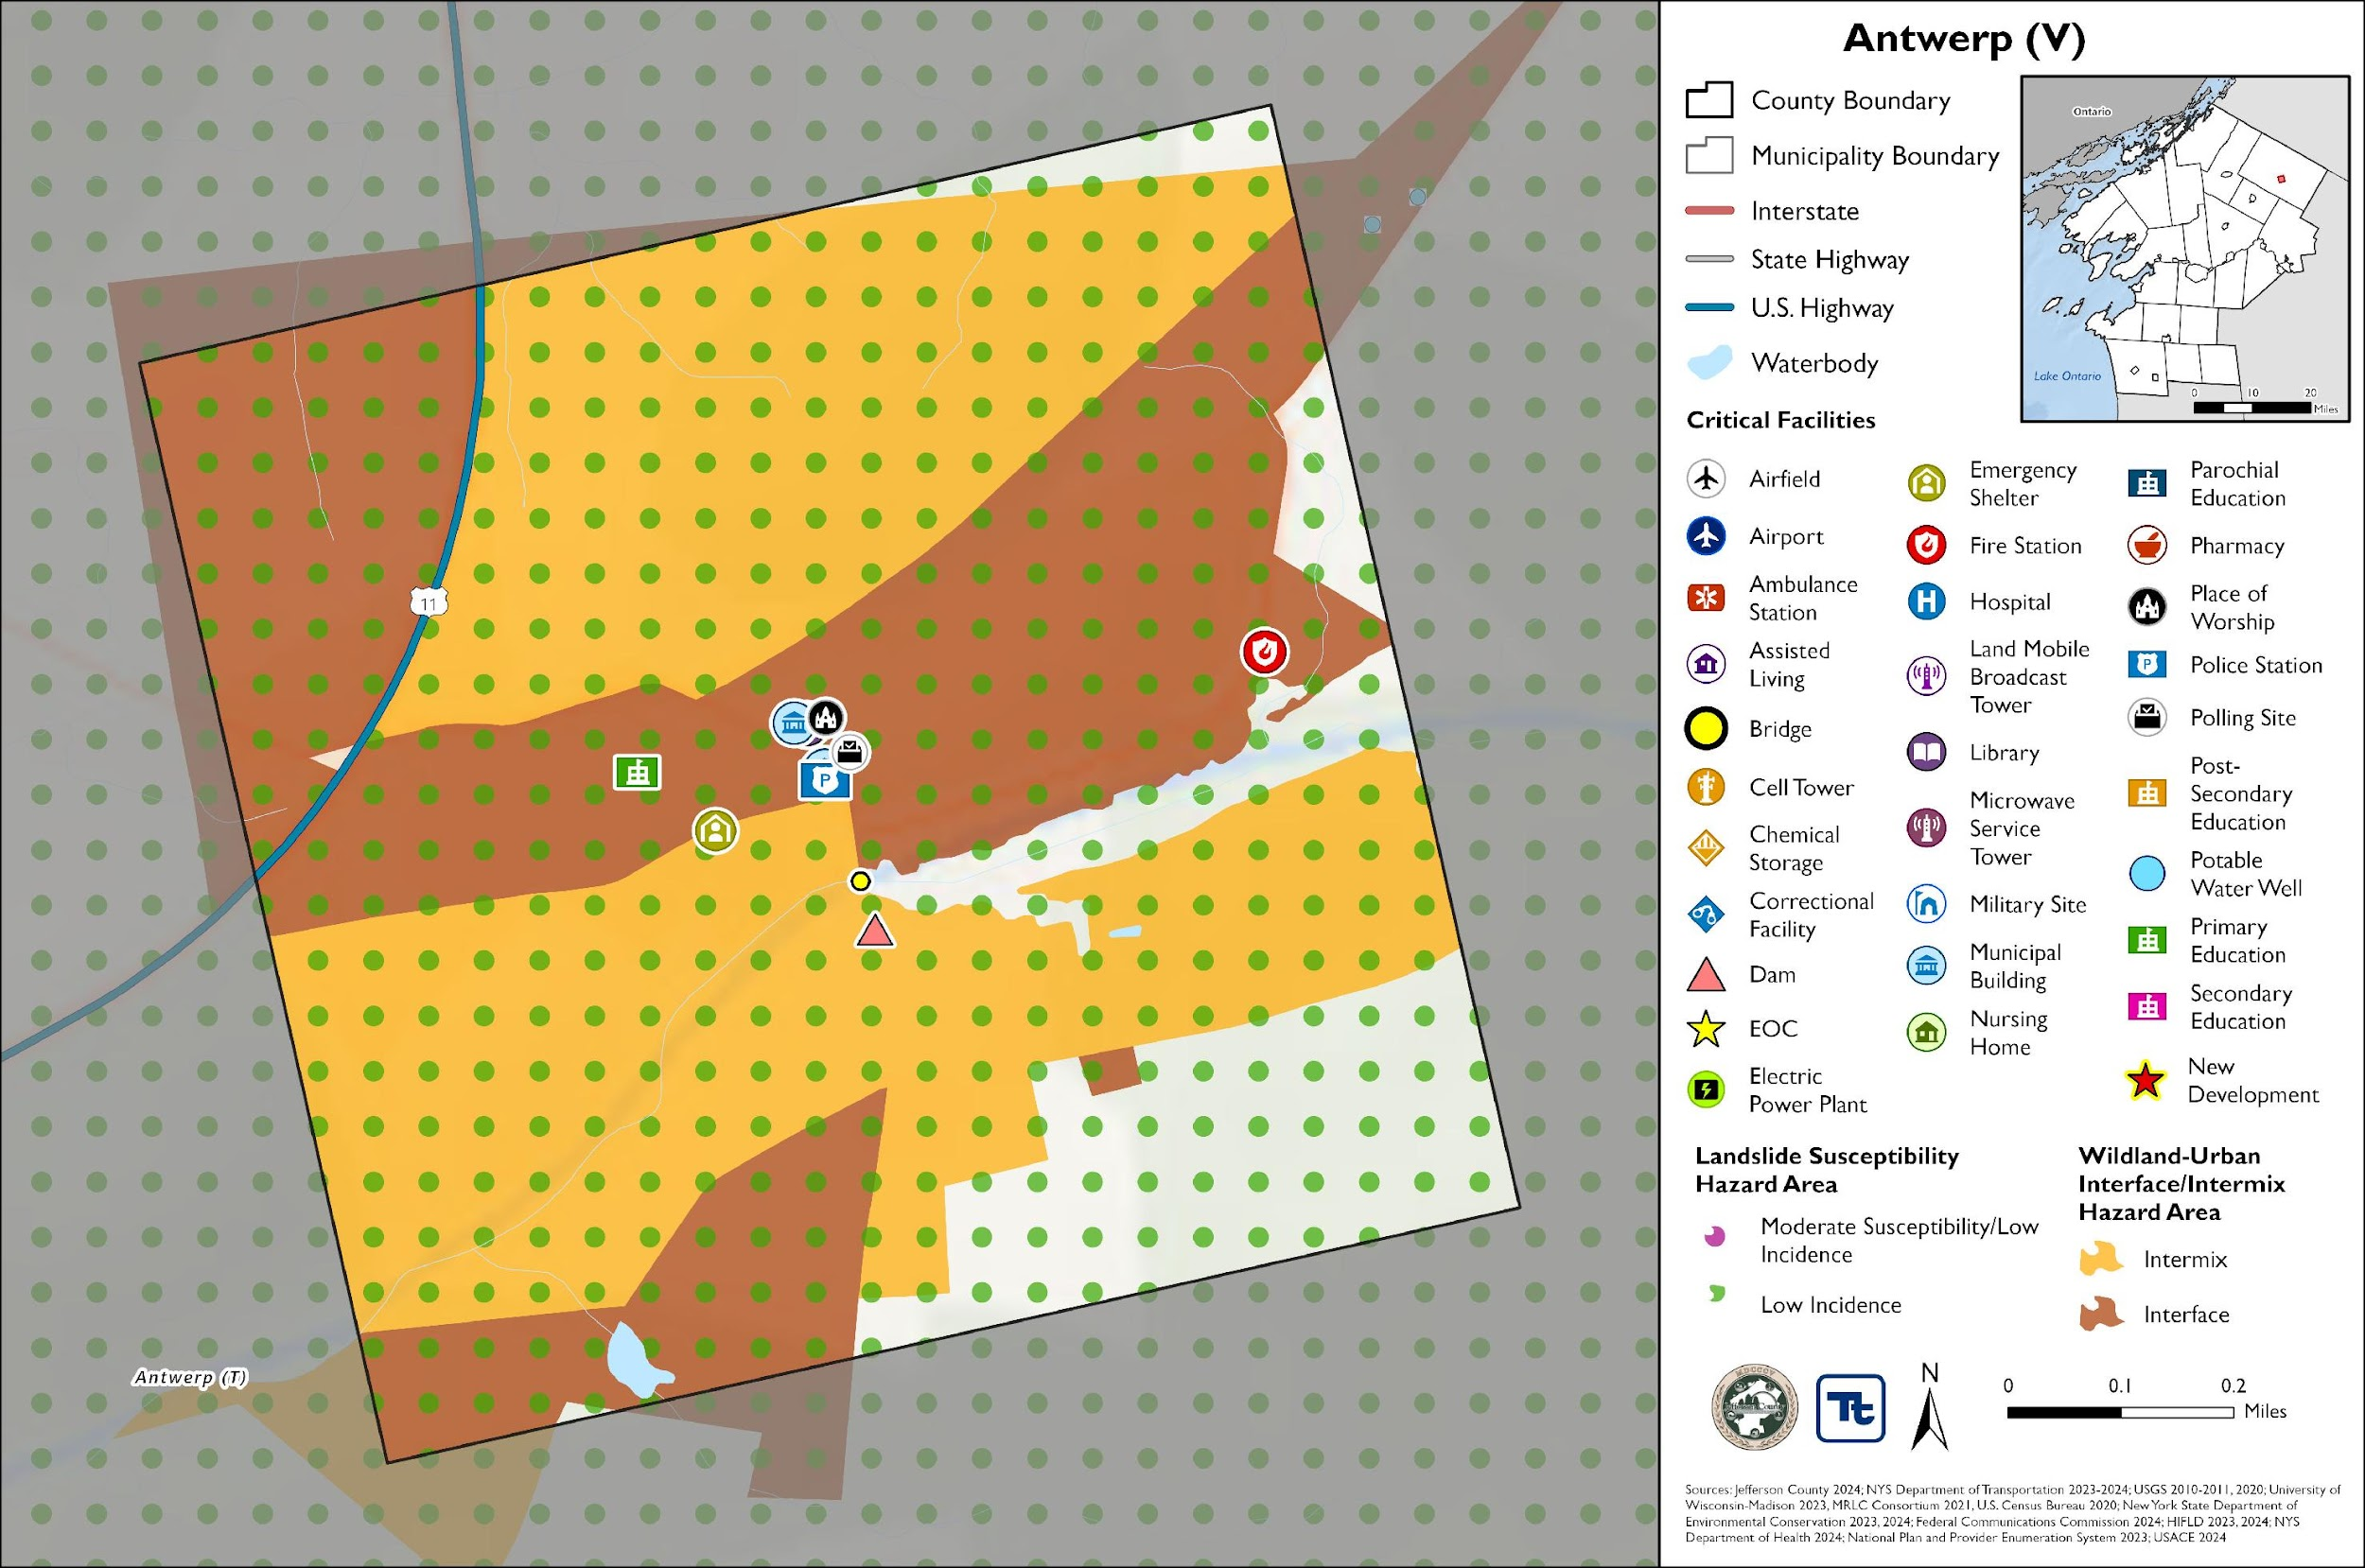 Antwerp (V)
County Boundary
Municipality Boundary
Interstate
State Highway
U.S. Highway
Waterbody
Ontario
Lake Ontario
0 10 20
Miles
Critical Facilities
Airfield
Airport
Ambulance
Station
Assisted
Living
Bridge
Cell Tower
Chemical
Storage
Correctional
Facility
Dam
EOC
Electric
Power Plant
Emergency
Shelter
Fire Station
H
Hospital
Land Mobile
Broadcast
Tower
Library
Microwave
Service
Tower
Military Site
Municipal
Building
Nursing
Home
Parochial
Education
Pharmacy
Place of
Worship
P
Police Station
Polling Site
Post-
Secondary
Education
Potable
Water Well
Primary
Education
Secondary
Education
New
Development
Landslide Susceptibility
Hazard Area
Moderate Susceptibility/Low
Incidence
Low Incidence
Wildland-Urban
Interface/Intermix
Hazard Area
Intermix
Interface
Tt
N
0 0.1 0.2
Miles
Sources: Jefferson County 2024; NYS Department of Transportation 2023-2024; USGS 2010-2011, 2020; University of
Wisconsin-Madison 2023, MRLC Consortium 2021, U.S. Census Bureau 2020; New York State Department of
Environmental Conservation 2023, 2024; Federal Communications Commission 2024; HIFLD 2023, 2024; NYS
Department of Health 2024; National Plan and Provider Enumeration System 2023; USACE 2024
11
P
Antwerp (T)